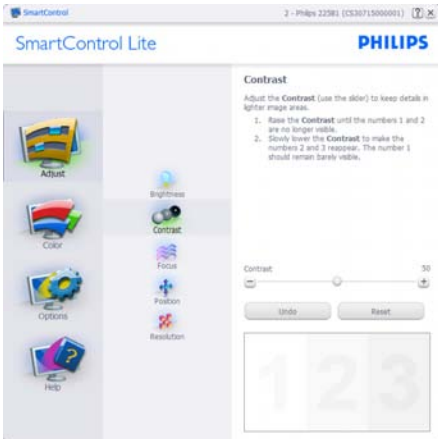 SmartControl
2 - Philips 225B1 (CS30715000001)
SmartControl Lite
PHILIPS
Adjust
Color
Options
Help
Brightness
Contrast
Focus
Position
Resolution
Contrast
Adjust the Contrast (use the slider) to keep details in
lighter image areas.
1. Raise the Contrast until the numbers 1 and 2
are no longer visible.
2. Slowly lower the Contrast to make the
numbers 2 and 3 reappear. The number 1
should remain barely visible.
Contrast 50
Undo Reset
1 2 3